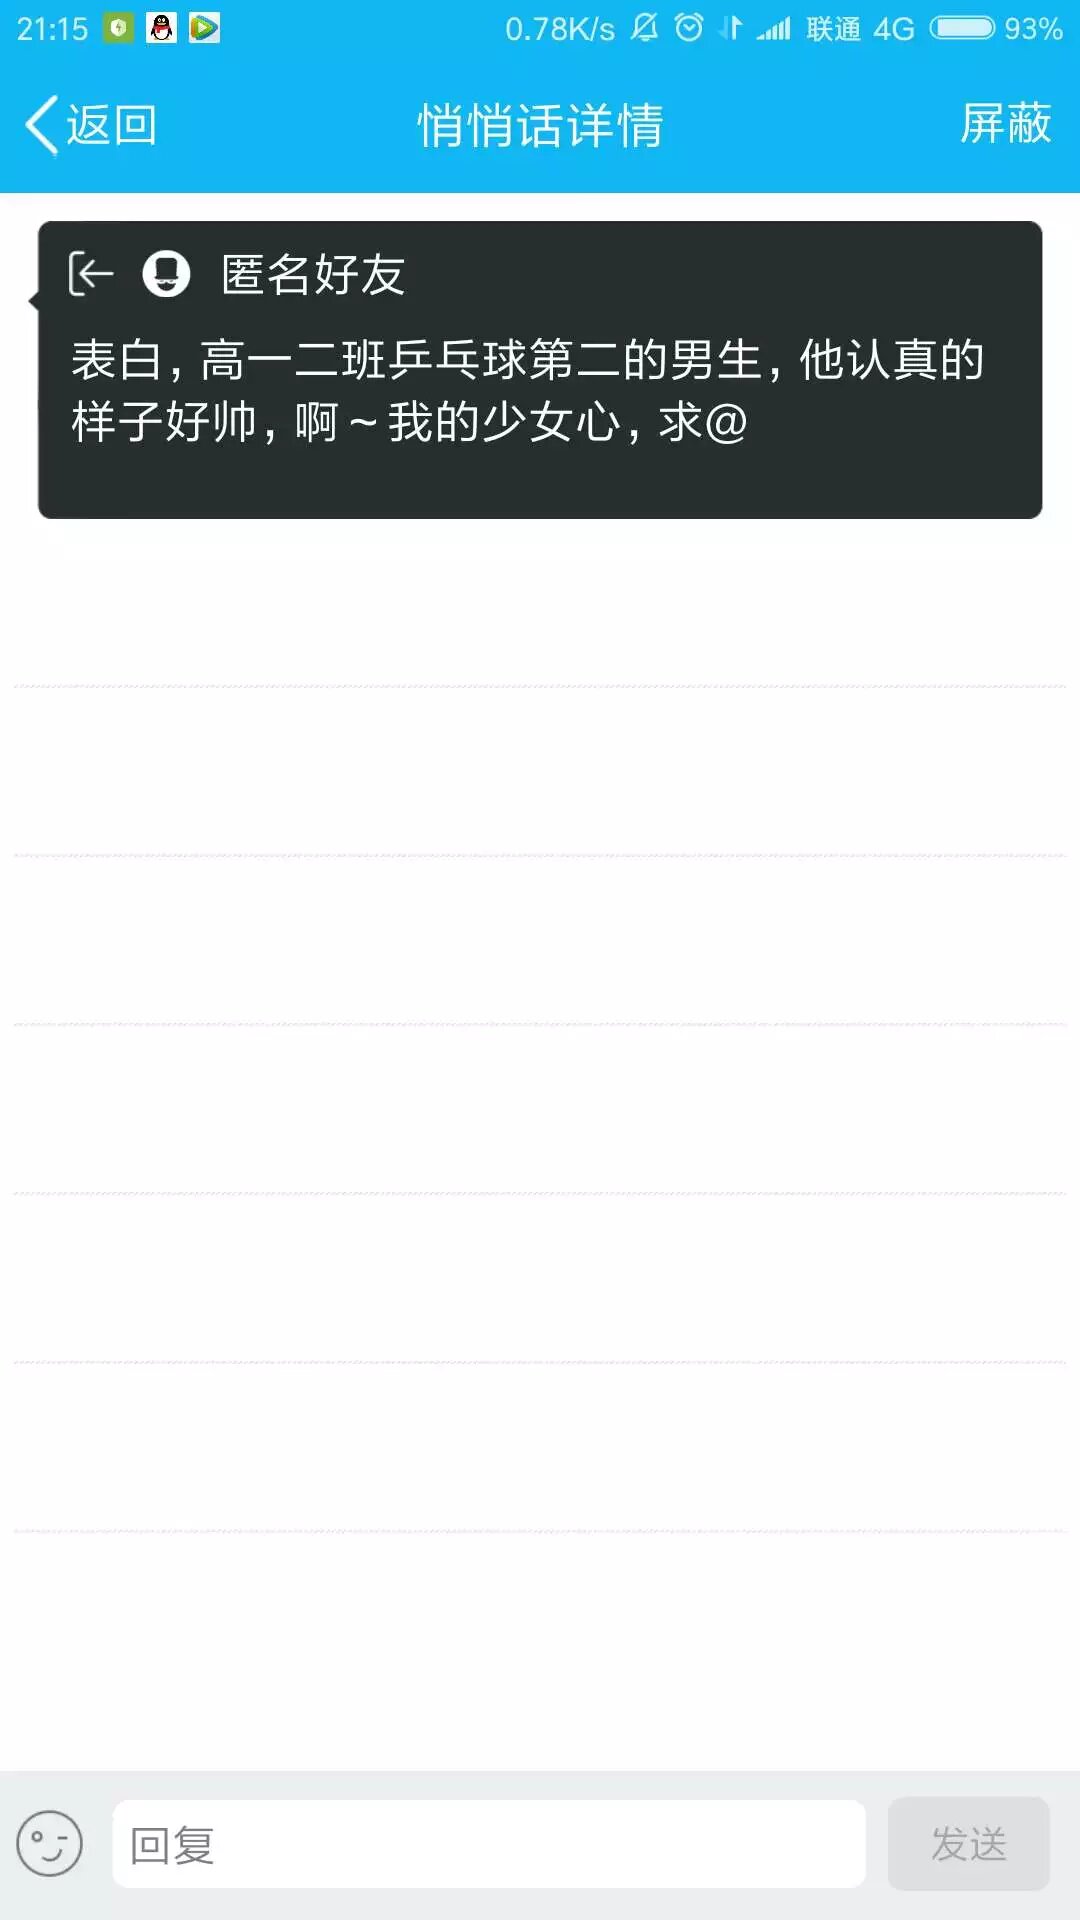 21:15 0.78K/s 联通 4G 93%
返回 悄悄话详情 屏蔽
匿名好友
表白，高一二班乒乓球第二的男生，他认真的
样子好帅，啊~我的少女心，求@
回复 发送